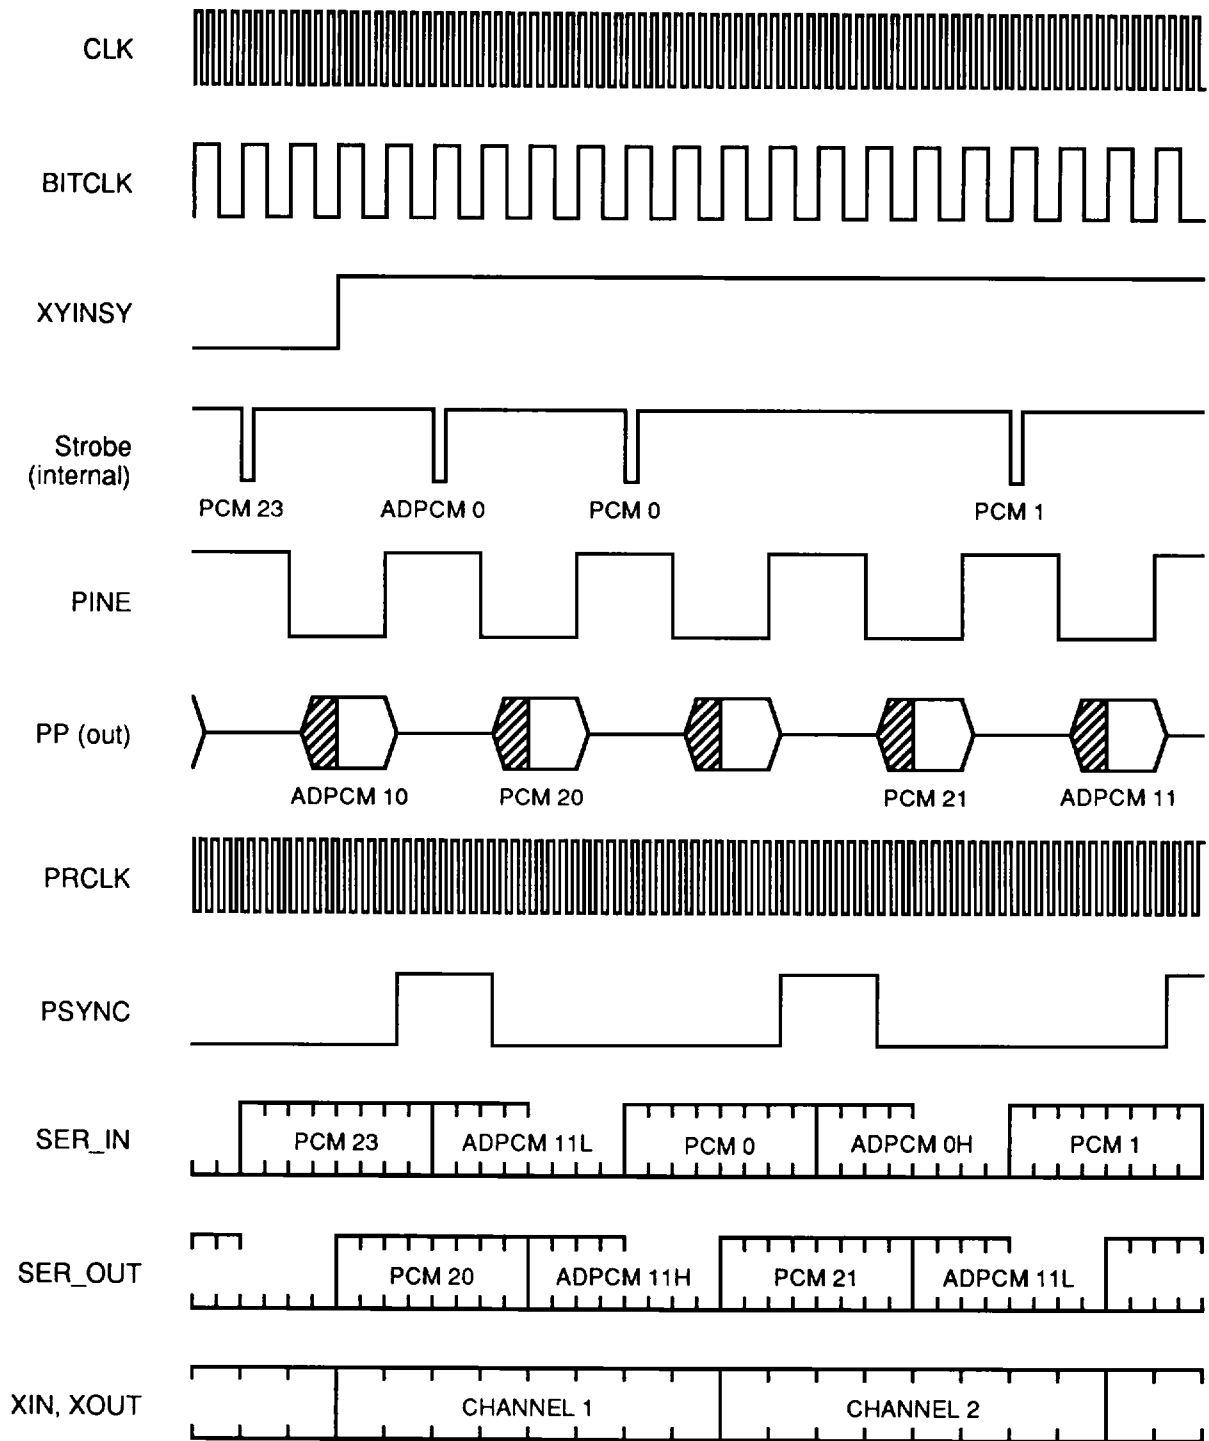 CLK
BITCLK
XYINSY
Strobe
(internal)
PCM 23
ADPCM 0
PCM 0
PCM 1
PINE
PP (out)
ADPCM 10
PCM 20
PCM 21
ADPCM 11
PRCLK
PSYNC
SER_IN
PCM 23
ADPCM 11L
PCM 0
ADPCM 0H
PCM 1
SER_OUT
PCM 20
ADPCM 11H
PCM 21
ADPCM 11L
XIN, XOUT
CHANNEL 1
CHANNEL 2